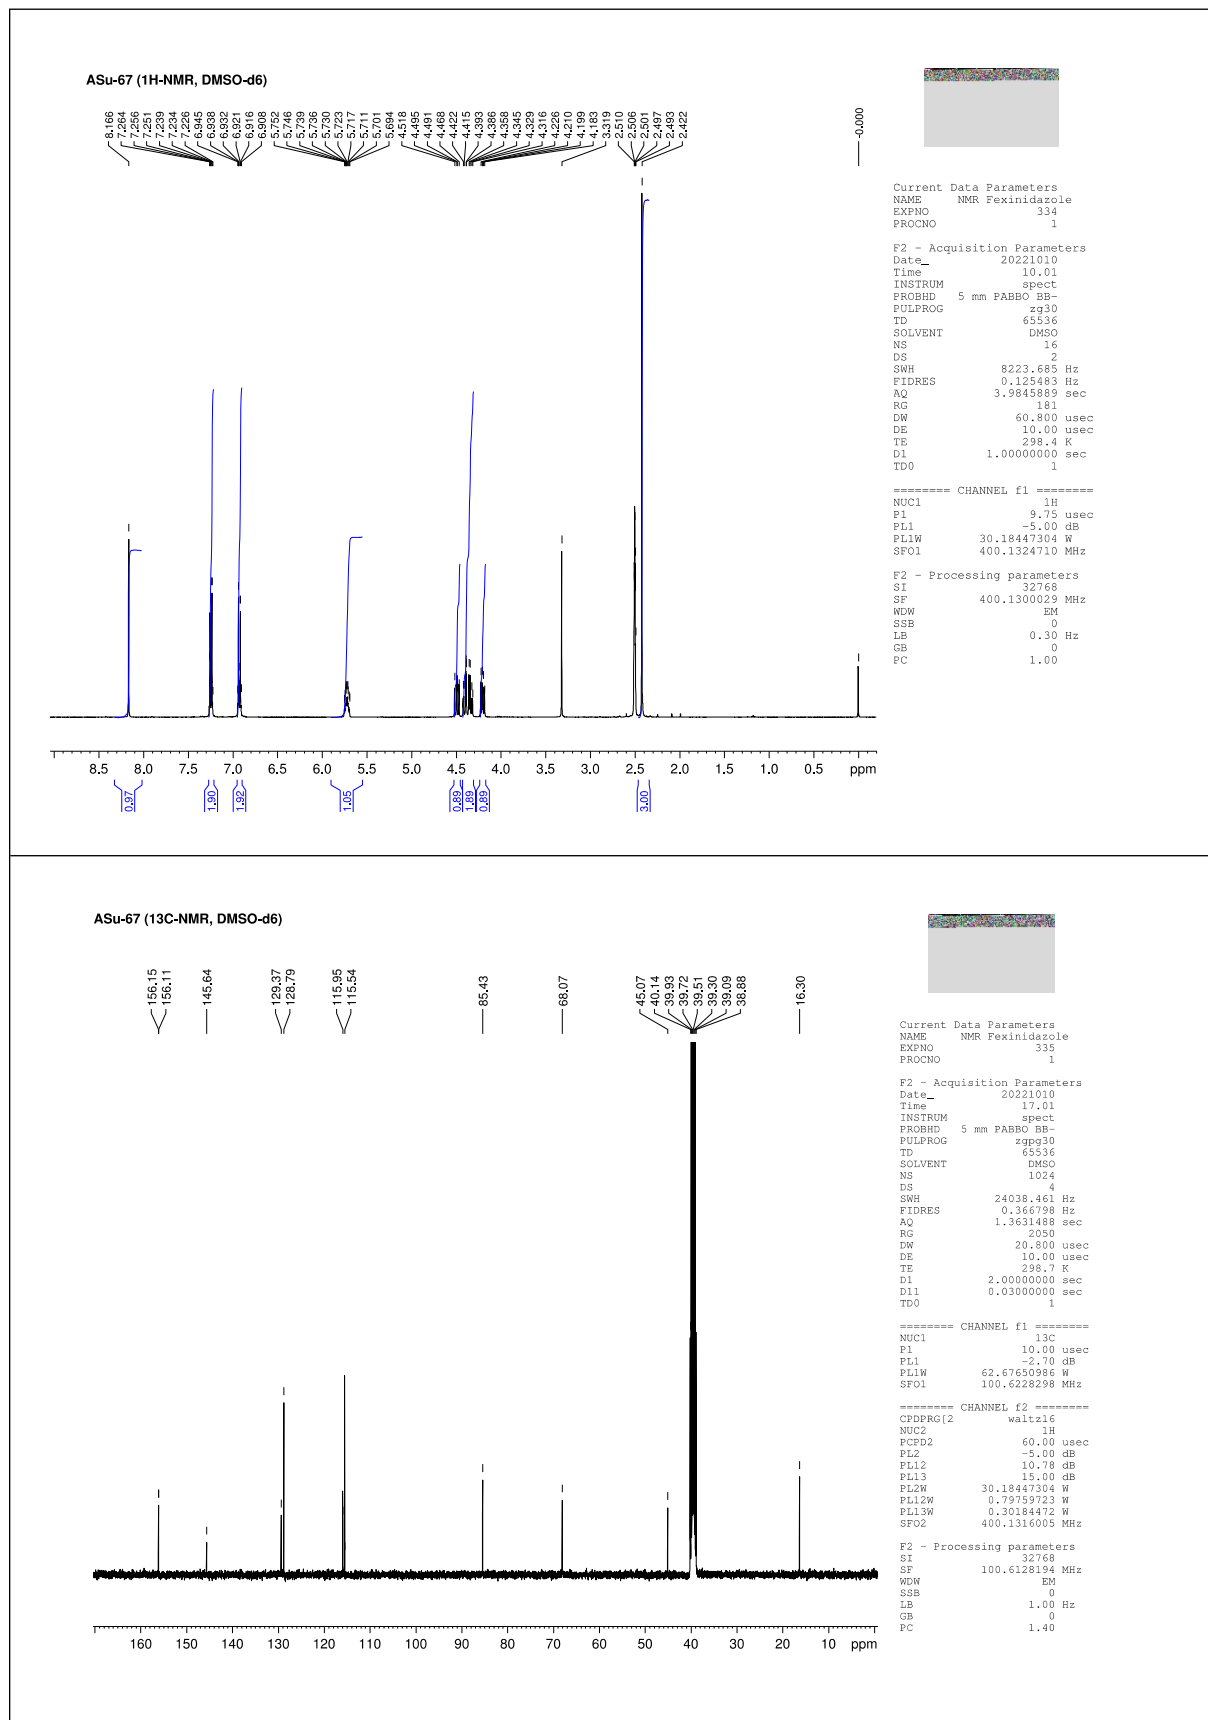 ASu-67 (1H-NMR, DMSO-d6)
8.166
7.264
7.256
7.251
7.239
7.234
7.226
6.945
6.938
6.932
6.921
6.916
6.908
5.752
5.746
5.739
5.736
5.730
5.723
5.717
5.711
5.701
5.694
4.518
4.495
4.491
4.468
4.422
4.415
4.393
4.386
4.358
4.345
4.329
4.316
4.226
4.210
4.199
4.183
3.319
2.510
2.506
2.501
2.497
2.493
2.422
-0.000
8.5 8.0 7.5 7.0 6.5 6.0 5.5 5.0 4.5 4.0 3.5 3.0 2.5 2.0 1.5 1.0 0.5 ppm
0.97 1.90 1.92 1.05 0.89 1.89 0.89 3.00
Current Data Parameters
NAME NMR Fexinidazole
EXPNO 334
PROCNO 1
F2 - Acquisition Parameters
Date_ 20221010
Time 10.01
INSTRUM spect
PROBHD 5 mm PABBO BB-
PULPROG zg30
TD 65536
SOLVENT DMSO
NS 16
DS 2
SWH 8223.685 Hz
FIDRES 0.125483 Hz
AQ 3.9845889 sec
RG 181
DW 60.800 usec
DE 10.00 usec
TE 298.4 K
D1 1.00000000 sec
TD0 1
======== CHANNEL f1 ========
NUC1 1H
P1 9.75 usec
PL1 -5.00 dB
PL1W 30.18447304 W
SFO1 400.1324710 MHz
F2 - Processing parameters
SI 32768
SF 400.1300029 MHz
WDW EM
SSB 0
LB 0.30 Hz
GB 0
PC 1.00
ASu-67 (13C-NMR, DMSO-d6)
156.15
156.11
145.64
129.37
128.79
115.95
115.54
85.43
68.07
45.07
40.14
39.93
39.72
39.51
39.30
39.09
38.88
16.30
160 150 140 130 120 110 100 90 80 70 60 50 40 30 20 10 ppm
Current Data Parameters
NAME NMR Fexinidazole
EXPNO 335
PROCNO 1
F2 - Acquisition Parameters
Date_ 20221010
Time 17.01
INSTRUM spect
PROBHD 5 mm PABBO BB-
PULPROG zgpg30
TD 65536
SOLVENT DMSO
NS 1024
DS 4
SWH 24038.461 Hz
FIDRES 0.366798 Hz
AQ 1.3631488 sec
RG 2050
DW 20.800 usec
DE 10.00 usec
TE 298.7 K
D1 2.00000000 sec
D11 0.03000000 sec
TD0 1
======== CHANNEL f1 ========
NUC1 13C
P1 10.00 usec
PL1 -2.70 dB
PL1W 62.67650986 W
SFO1 100.6228298 MHz
======== CHANNEL f2 ========
CPDPRG[2 waltz16
NUC2 1H
PCPD2 60.00 usec
PL2 -5.00 dB
PL12 10.78 dB
PL13 15.00 dB
PL2W 30.18447304 W
PL12W 0.79759723 W
PL13W 0.30184472 W
SFO2 400.1316005 MHz
F2 - Processing parameters
SI 32768
SF 100.6128194 MHz
WDW EM
SSB 0
LB 1.00 Hz
GB 0
PC 1.40